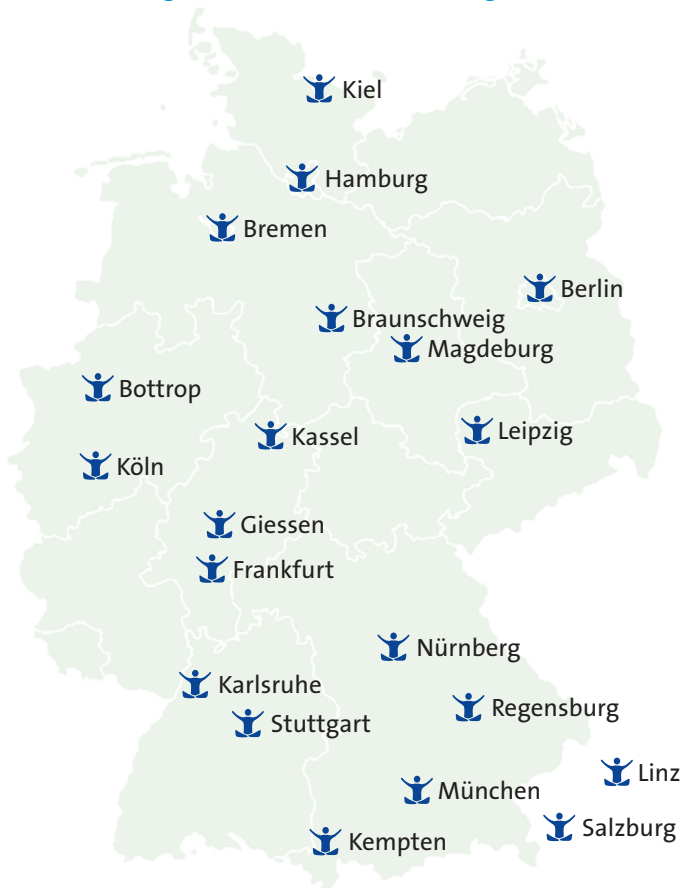 Kiel
Hamburg
Bremen
Berlin
Braunschweig
Magdeburg
Bottrop
Kassel
Leipzig
Köln
Giessen
Frankfurt
Nürnberg
Karlsruhe
Regensburg
Stuttgart
Linz
München
Salzburg
Kempten